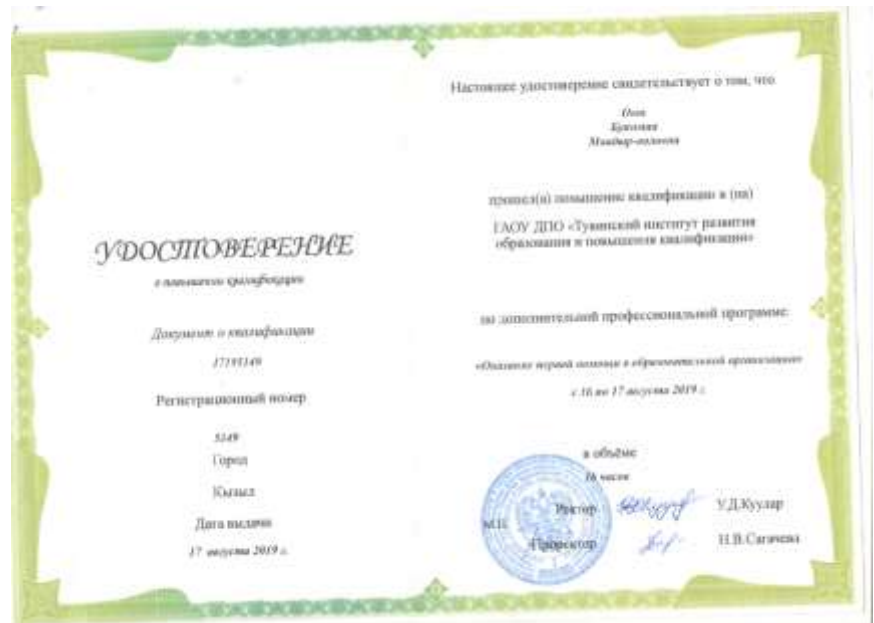 УДОСТОВЕРЕНИЕ
о повышении квалификации
Документ о квалификации
Регистрационный номер
5149
Город
Кызыл
Дата выдачи
17 августа 2019 г.
Настоящее удостоверение свидетельствует о том, что
прошел(а) повышение квалификации в (на)
ГАОУ ДПО «Тувинский институт развития
образования и повышения квалификации»
по дополнительной профессиональной программе:
«Оказание первой помощи в образовательной организации»
с 16 по 17 августа 2019 г.
в объёме
16 часов
М.П.
Ректор
У.Д.Куулар
Проректор
Н.В.Сагачева